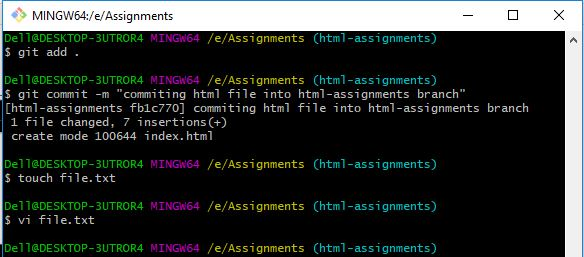 MINGW64:/e/Assignments
Dell@DESKTOP-3UTROR4 MINGW64 /e/Assignments (html-assignments)
$ git add .
Dell@DESKTOP-3UTROR4 MINGW64 /e/Assignments (html-assignments)
$ git commit -m "commiting html file into html-assignments branch"
[html-assignments fb1c770] commiting html file into html-assignments branch
 1 file changed, 7 insertions(+)
 create mode 100644 index.html
Dell@DESKTOP-3UTROR4 MINGW64 /e/Assignments (html-assignments)
$ touch file.txt
Dell@DESKTOP-3UTROR4 MINGW64 /e/Assignments (html-assignments)
$ vi file.txt
Dell@DESKTOP-3UTROR4 MINGW64 /e/Assignments (html-assignments)